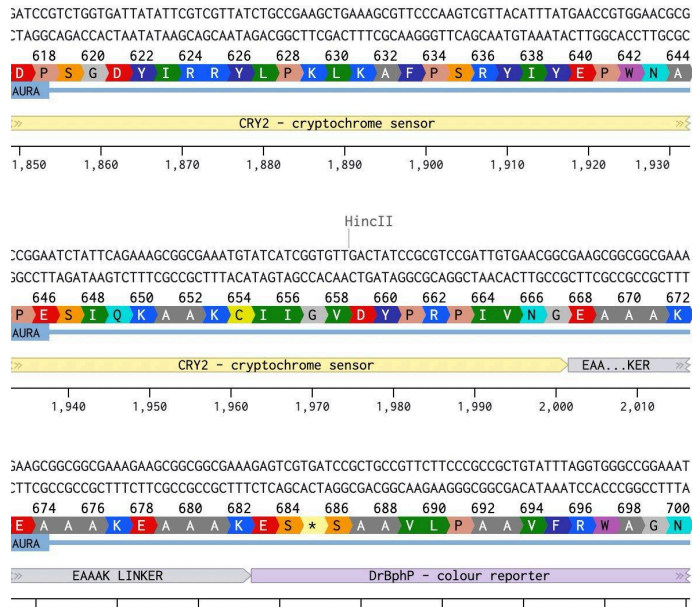 GATCCGTCTGGTGATTATATTCGTCGTTATCTGCCGAAGCTGAAAGCGTTCCCAAGTCGTTACATTTATGAACCGTGGAACGCG
CTAGGCAGACCACTAATATAAGCAGCAATAGACGGCTTCGACTTTCGCAAGGGTTCAGCAATGTAAATACTTGGCACCTTGCGC
618 620 622 624 626 628 630 632 634 636 638 640 642 644
D P S G D Y I R R Y L P K L K A F P S R Y I Y E P W N A
AURA
CRY2 - cryptochrome sensor
1,850 1,860 1,870 1,880 1,890 1,900 1,910 1,920 1,930
HincII
CCGGAATCTATTCAGAAAGCGGCGAAATGTATCATCGGTGTTGACTATCCGCGTCCGATTGTGAACGGCGAAGCGGCGGCGAAA
GGCCTTAGATAAGTCTTTCGCCGCTTTACATAGTAGCCACAACTGATAGGCGCAGGCTAACACTTGCCGCTTCGCCGCCGCTTT
646 648 650 652 654 656 658 660 662 664 666 668 670 672
P E S I Q K A A K C I I G V D Y P R P I V N G E A A A K
AURA
CRY2 - cryptochrome sensor EAA...KER
1,940 1,950 1,960 1,970 1,980 1,990 2,000 2,010
GAAGCGGCGGCGAAAGAAGCGGCGGCGAAAGAGTCGTGATCCGCTGCCGTTCTTCCCGCCGCTGTATTTAGGTGGGCCGGAAAT
CTTCGCCGCCGCTTTCTTCGCCGCCGCTTTCTCAGCACTAGGCGACGGCAAGAAGGGCGGCGACATAAATCCACCCGGCCTTTA
674 676 678 680 682 684 686 688 690 692 694 696 698 700
E A A A K E A A A K E S * S A A V L P A A V F R W A G N
AURA
EAAAK LINKER DrBphP - colour reporter